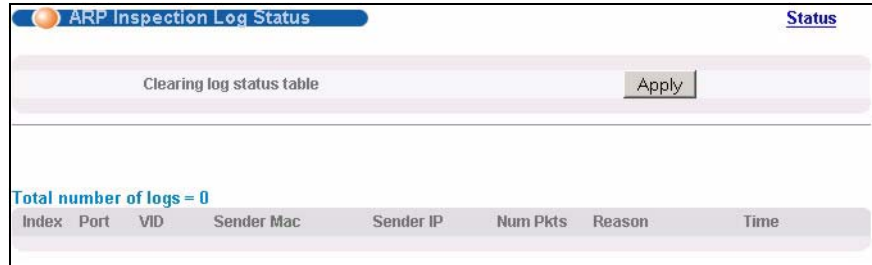 ARP Inspection Log Status Status
Clearing log status table Apply
Total number of logs = 0
Index Port VID Sender Mac Sender IP Num Pkts Reason Time